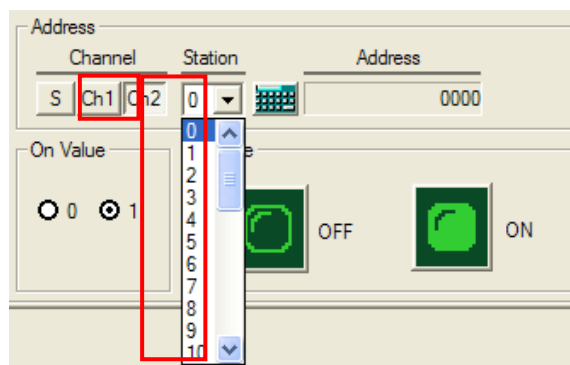 Address
Channel Station Address
S Ch1 Ch2 0 0000
0
On Value
1
2
3
0 1
4
OFF
ON
5
6
7
8
9
10